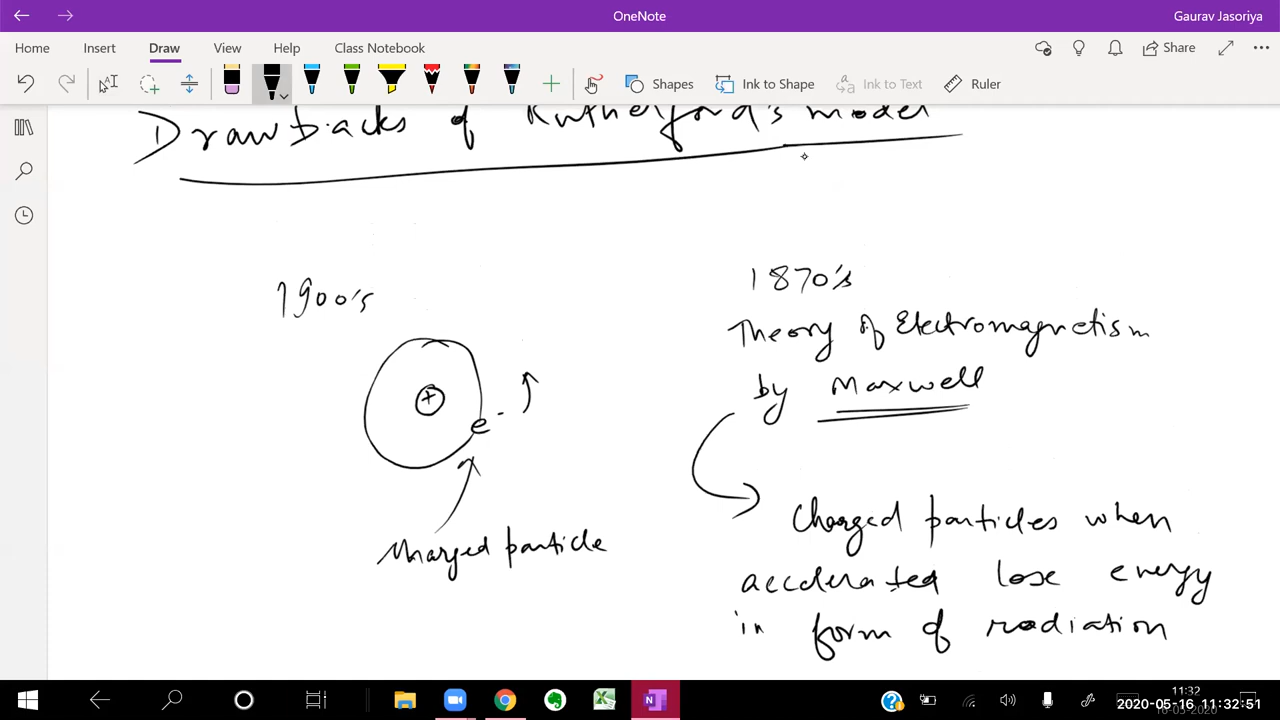 OneNote
Gaurav Jasoriya
Home Insert Draw View Help Class Notebook Share
Shapes Ink to Shape Ink to Text Ruler
Drawbacks of Rutherford's model
1900's
+
e-
Charged particle
1870's
Theory of Electromagnetism
by Maxwell
Charged particles when
accelerated lose energy
in form of radiation
11:32
2020-05-16 11:32:51